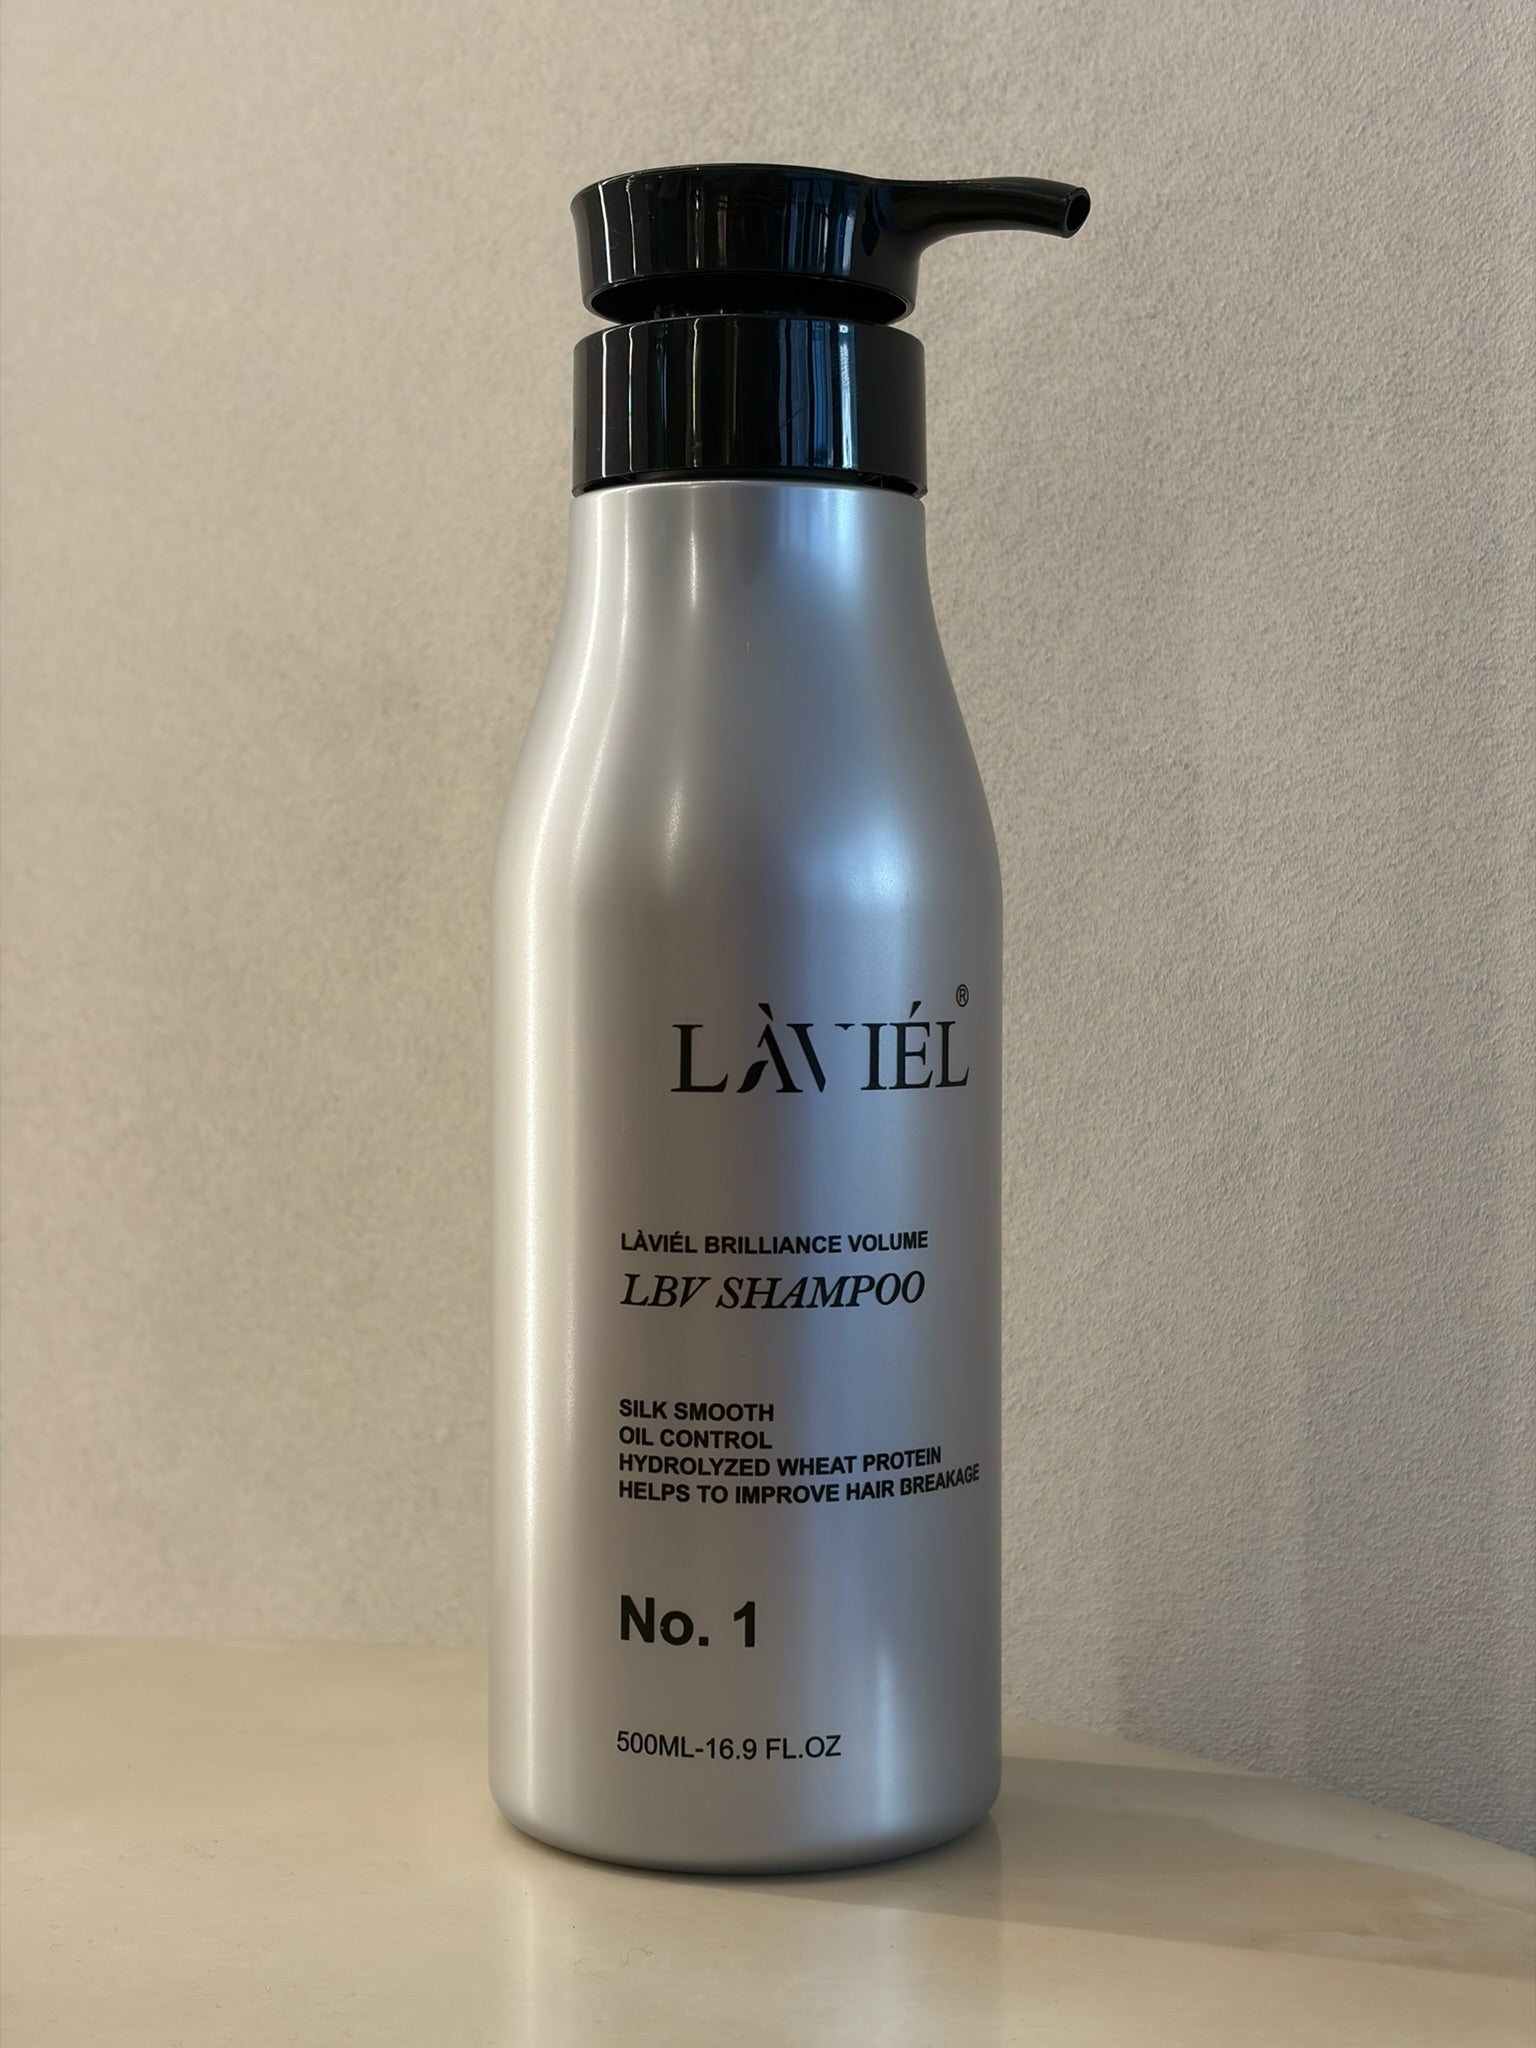 LÀVIÉL®
LÀVIÉL BRILLIANCE VOLUME
LBV SHAMPOO
SILK SMOOTH
OIL CONTROL
HYDROLYZED WHEAT PROTEIN
HELPS TO IMPROVE HAIR BREAKAGE
No. 1
500ML-16.9 FL.OZ